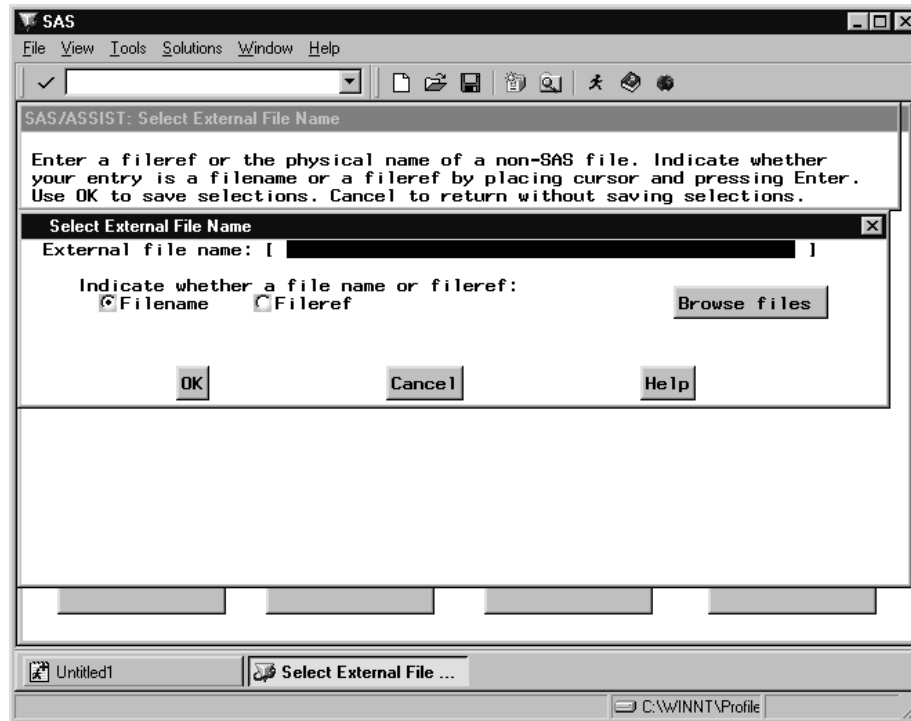 SAS
File View Tools Solutions Window Help
SAS/ASSIST: Select External File Name
Enter a fileref or the physical name of a non-SAS file. Indicate whether
your entry is a filename or a fileref by placing cursor and pressing Enter.
Use OK to save selections. Cancel to return without saving selections.
Select External File Name
External file name: [ ]
Indicate whether a file name or fileref:
Filename Fileref
Browse files
OK Cancel Help
Untitled1 Select External File ...
C:\WINNT\Profile